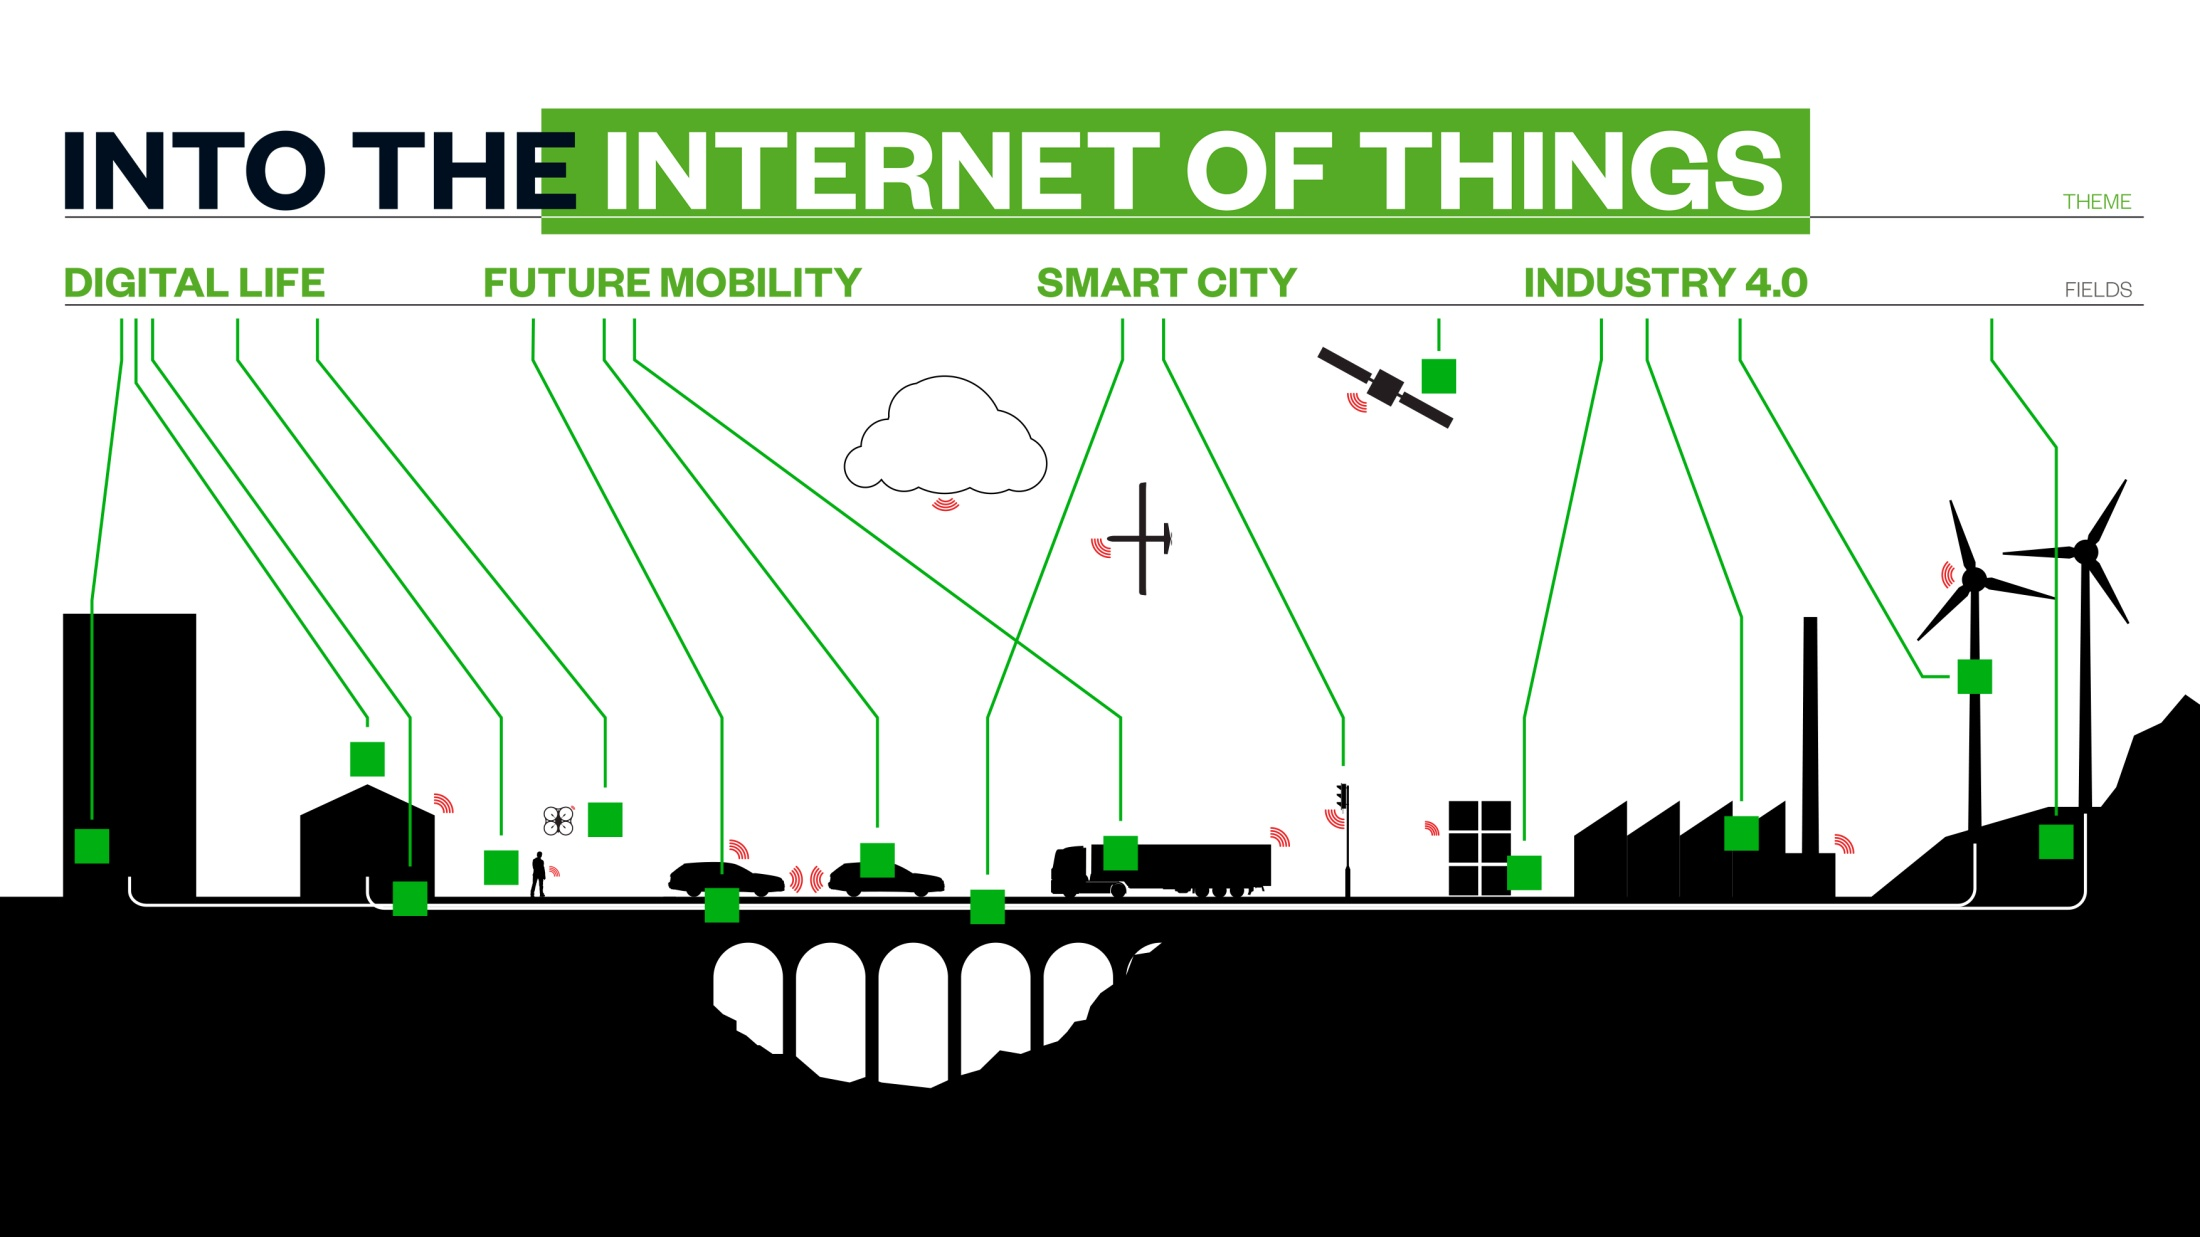 INTO THE INTERNET OF THINGS
THEME
DIGITAL LIFE FUTURE MOBILITY SMART CITY INDUSTRY 4.0
FIELDS